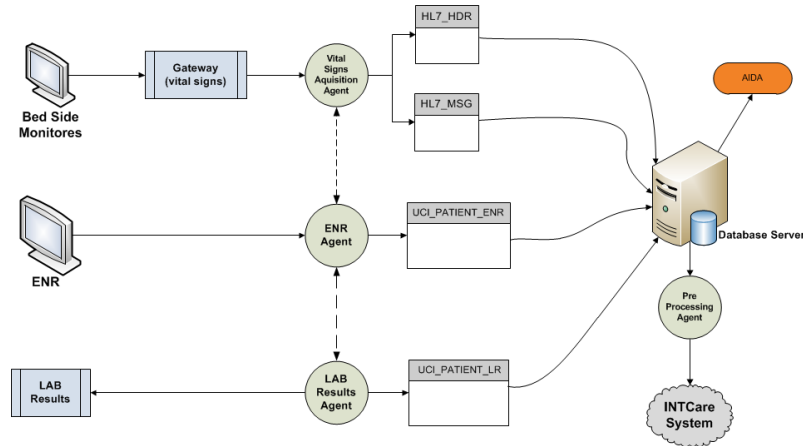 HL7_HDR
Gateway
(vital signs)
Vital
Signs
Aquisition
Agent
AIDA
Bed Side
Monitores
HL7_MSG
UCI_PATIENT_ENR
ENR
Agent
Database Server
ENR
Pre
Processing
Agent
UCI_PATIENT_LR
LAB
Results
LAB
Results
Agent
INTCare
System